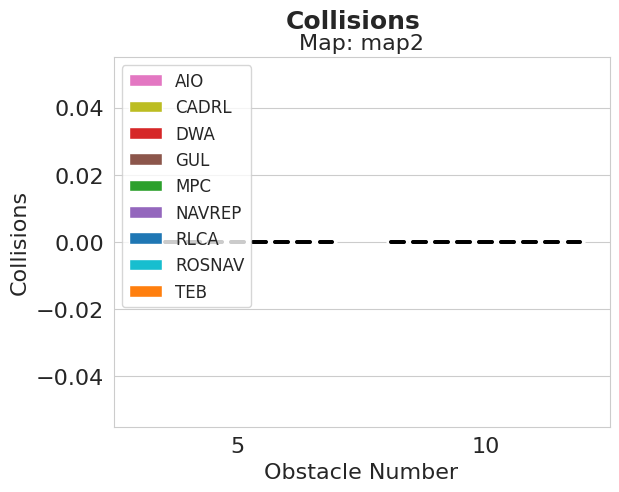 Collisions
Map: map2
AIO
CADRL
DWA
GUL
MPC
NAVREP
RLCA
ROSNAV
TEB
0.04
0.02
0.00
−0.02
−0.04
Collisions
5
10
Obstacle Number